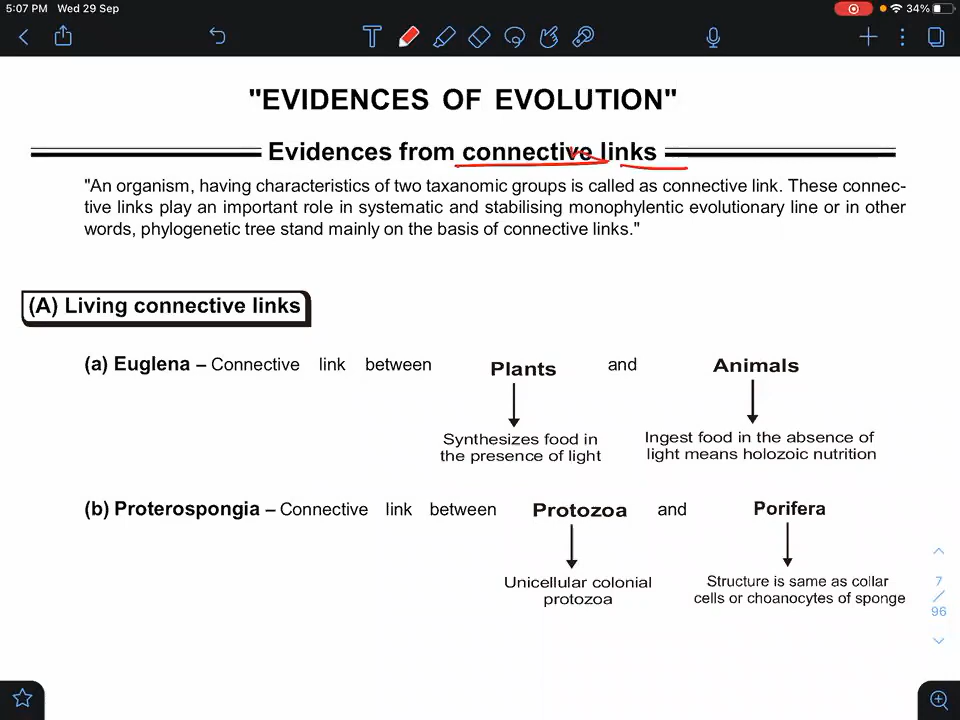 5:07 PM Wed 29 Sep 34%
"EVIDENCES OF EVOLUTION"
Evidences from connective links
"An organism, having characteristics of two taxanomic groups is called as connective link. These connec-
tive links play an important role in systematic and stabilising monophylentic evolutionary line or in other
words, phylogenetic tree stand mainly on the basis of connective links."
(A) Living connective links
(a) Euglena – Connective link between Plants and Animals
Synthesizes food in
the presence of light
Ingest food in the absence of
light means holozoic nutrition
(b) Proterospongia – Connective link between Protozoa and Porifera
Unicellular colonial
protozoa
Structure is same as collar
cells or choanocytes of sponge
7
/
96